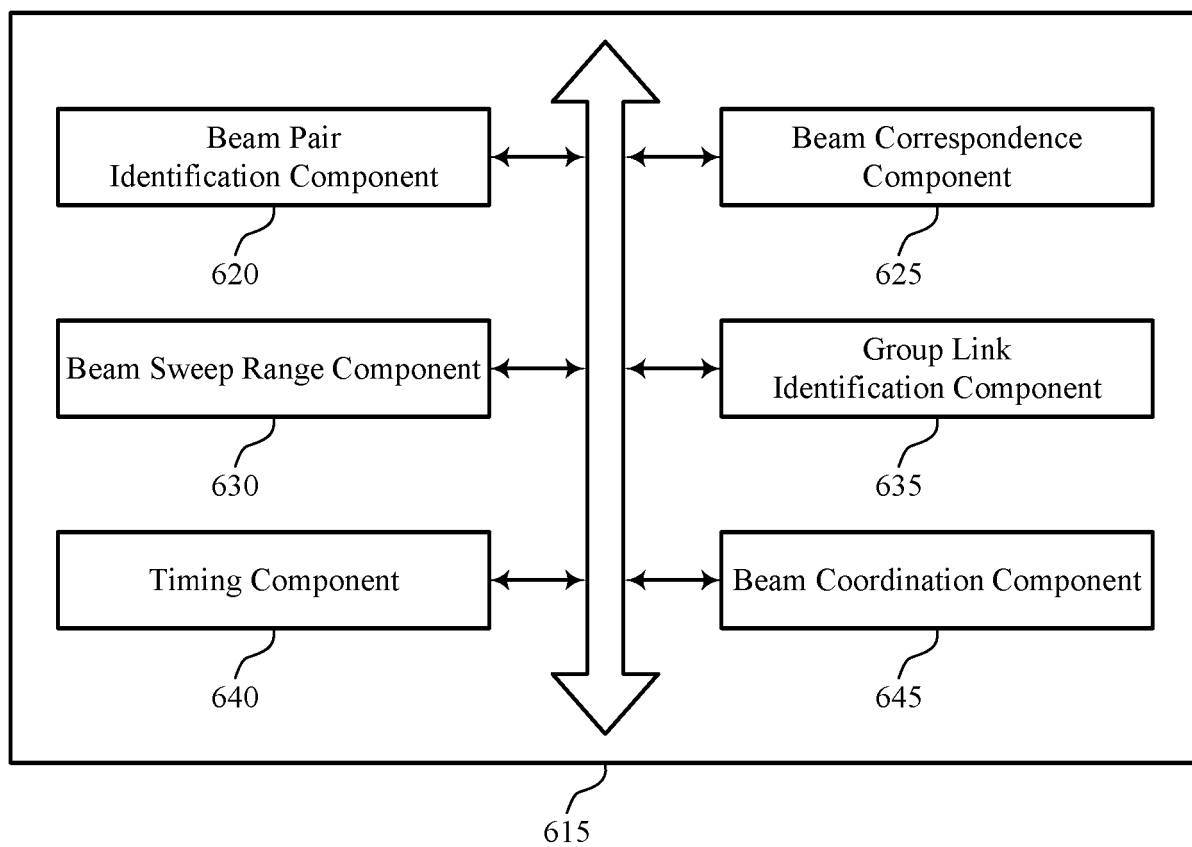 Beam Pair
Identification Component
620
Beam Correspondence
Component
625
Beam Sweep Range Component
630
Group Link
Identification Component
635
Timing Component
640
Beam Coordination Component
645
615